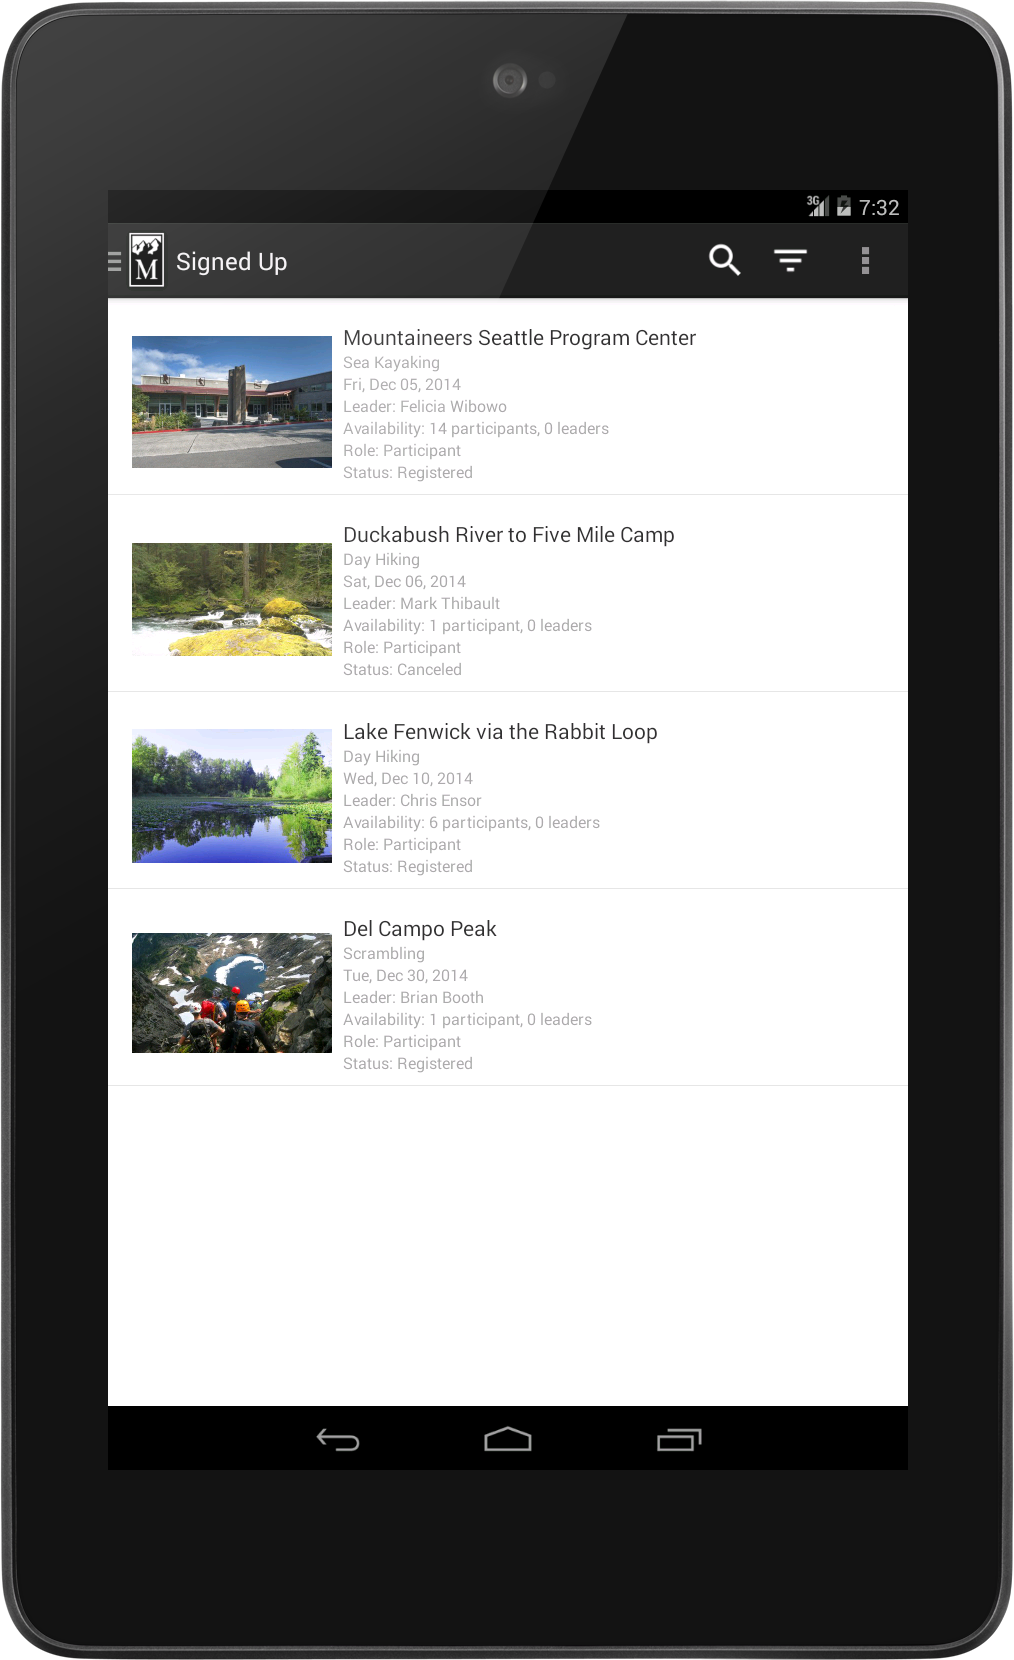 3G 7:32
M Signed Up
Mountaineers Seattle Program Center
Sea Kayaking
Fri, Dec 05, 2014
Leader: Felicia Wibowo
Availability: 14 participants, 0 leaders
Role: Participant
Status: Registered
Duckabush River to Five Mile Camp
Day Hiking
Sat, Dec 06, 2014
Leader: Mark Thibault
Availability: 1 participant, 0 leaders
Role: Participant
Status: Canceled
Lake Fenwick via the Rabbit Loop
Day Hiking
Wed, Dec 10, 2014
Leader: Chris Ensor
Availability: 6 participants, 0 leaders
Role: Participant
Status: Registered
Del Campo Peak
Scrambling
Tue, Dec 30, 2014
Leader: Brian Booth
Availability: 1 participant, 0 leaders
Role: Participant
Status: Registered